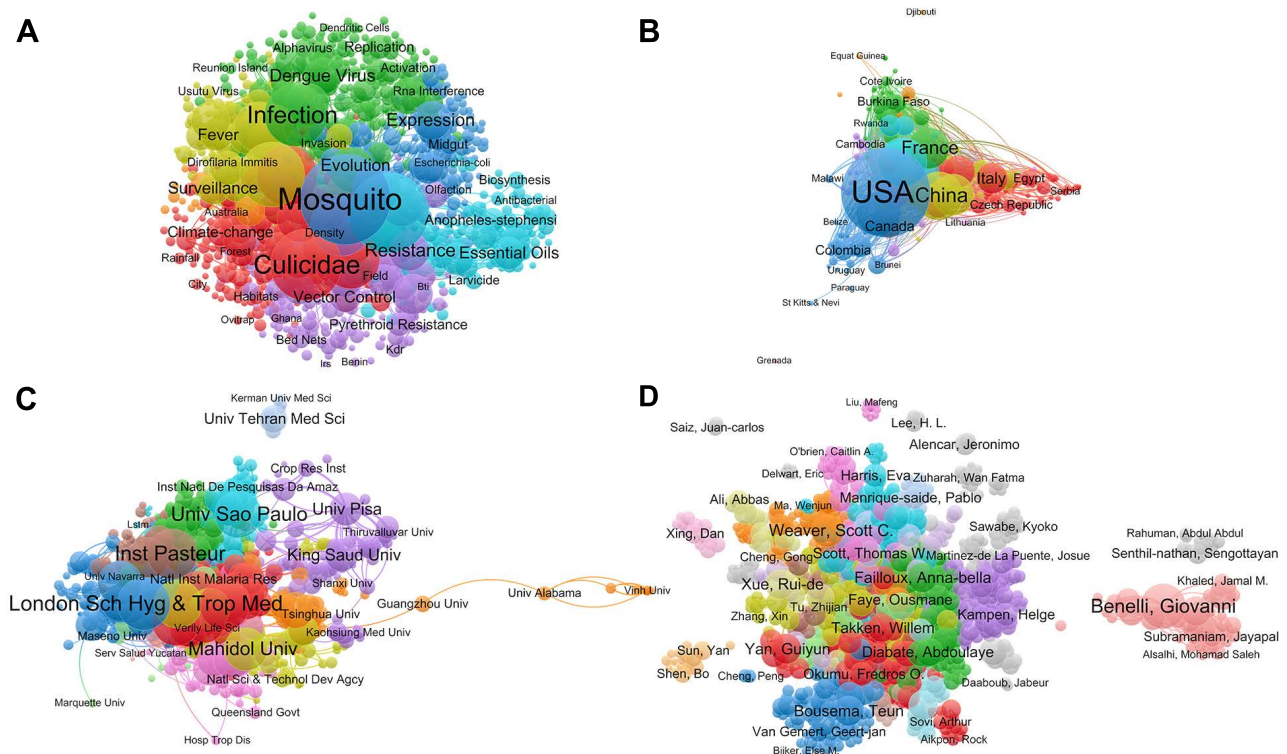 A
Dendritic Cells
Alphavirus
Replication
Reunion Island
Dengue Virus
Activation
Usutu Virus
Rna Interference
Infection
Expression
Fever
Invasion
Midgut
Dirofilaria Immitis
Evolution
Escherichia-coli
Surveillance
Mosquito
Olfaction
Biosynthesis
Antibacterial
Australia
Anopheles-stephensi
Climate-change
Density
Forest
Resistance
Essential Oils
Rainfall
Culicidae
Field
Larvicide
City
Habitats
Vector Control
Bti
Ovitrap
Ghana
Pyrethroid Resistance
Bed Nets
Kdr
Irs
Benin
B
Djibouti
Equat Guinea
Cote Ivoire
Burkina Faso
Rwanda
Cambodia
France
Malawi
USA
China
Italy
Egypt
Serbia
Czech Republic
Belize
Canada
Lithuania
Colombia
Uruguay
Brunei
Paraguay
St Kitts & Nevi
Grenada
C
Kerman Univ Med Sci
Univ Tehran Med Sci
Crop Res Inst
Inst Nacl De Pesquisas Da Amaz
Univ Sao Paulo
Univ Pisa
Lstm
Thiruvalluvar Univ
Inst Pasteur
King Saud Univ
Univ Navarra
Natl Inst Malaria Res
Shanxi Univ
Univ Alabama
Vinh Univ
London Sch Hyg & Trop Med
Guangzhou Univ
Tsinghua Univ
Maseno Univ
Verily Life Sci
Kaohsiung Med Univ
Serv Salud Yucatan
Mahidol Univ
Natl Sci & Technol Dev Agcy
Marquette Univ
Queensland Govt
Hosp Trop Dis
D
Liu, Mafeng
Saiz, Juan-carlos
Lee, H. L.
Alencar, Jeronimo
O'brien, Caitlin A.
Delwart, Eric
Harris, Eva
Zuharah, Wan Fatma
Ali, Abbas
Ma, Wenjun
Manrique-saide, Pablo
Xing, Dan
Weaver, Scott C.
Sawabe, Kyoko
Rahuman, Abdul Abdul
Cheng, Gong
Scott, Thomas W.
Martinez-de La Puente, Josue
Senthil-nathan, Sengottayan
Xue, Rui-de
Failloux, Anna-bella
Khaled, Jamal M.
Zhang, Xin
Tu, Zhijian
Faye, Ousmane
Kampen, Helge
Benelli, Giovanni
Takken, Willem
Subramaniam, Jayapal
Sun, Yan
Yan, Guiyun
Diabate, Abdoulaye
Alsalhi, Mohamad Saleh
Shen, Bo
Cheng, Peng
Okumu, Fredros O.
Daaboub, Jabeur
Bousema, Teun
Sovi, Arthur
Van Gemert, Geert-jan
Aikpon, Rock
Bijker, Else M.